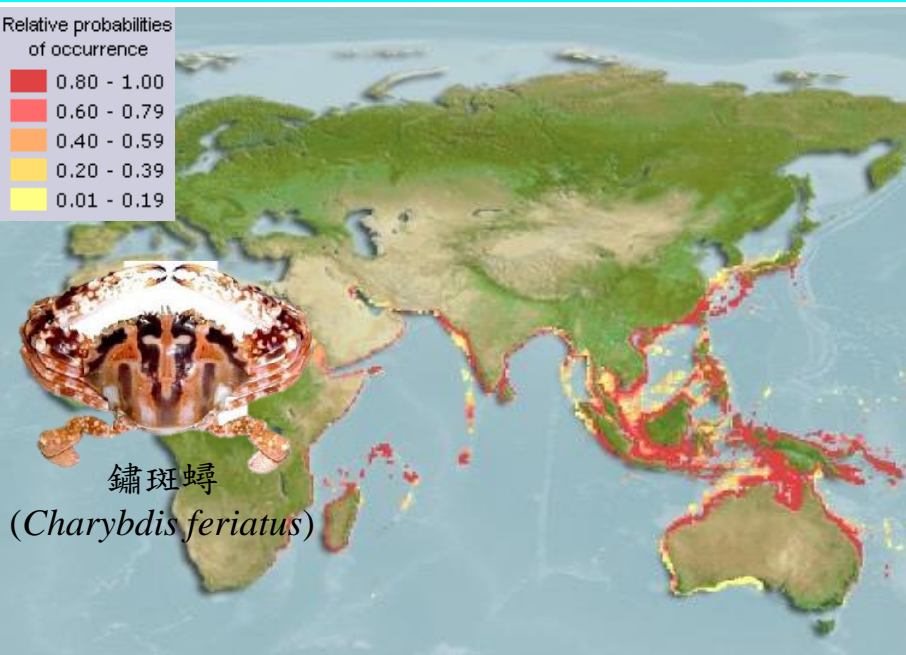 Relative probabilities
of occurrence
0.80 - 1.00
0.60 - 0.79
0.40 - 0.59
0.20 - 0.39
0.01 - 0.19
鏽斑蟳
(Charybdis feriatus)